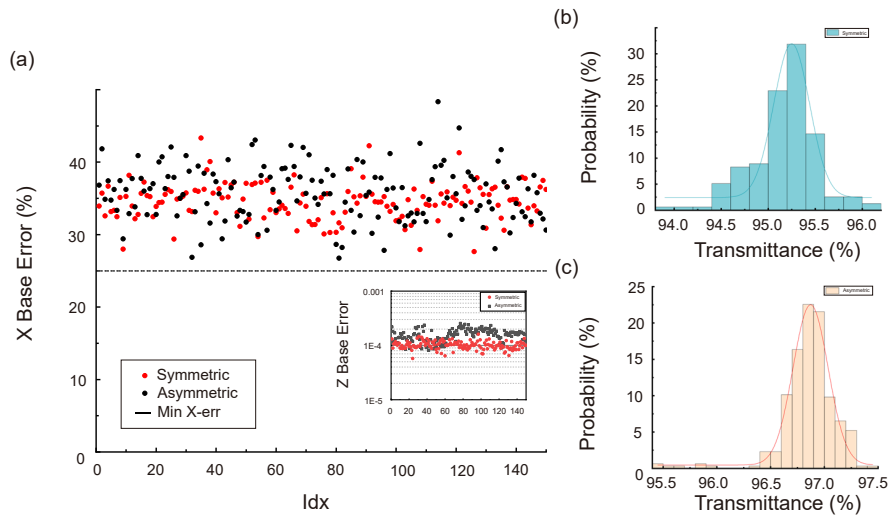 (a)
X Base Error (%)
40
30
20
10
0
0
20
40
60
80
100
120
140
Idx
Symmetric
Asymmetric
Min X-err
Z Base Error
0.001
1E-4
1E-5
0 20 40 60 80 100 120 140
Symmetric
Asymmetric
(b)
Probability (%)
35
30
25
20
15
10
5
0
94.0 94.5 95.0 95.5 96.0
Transmittance (%)
Symmetric
(c)
Probability (%)
25
20
15
10
5
0
95.5 96.0 96.5 97.0 97.5
Transmittance (%)
Asymmetric